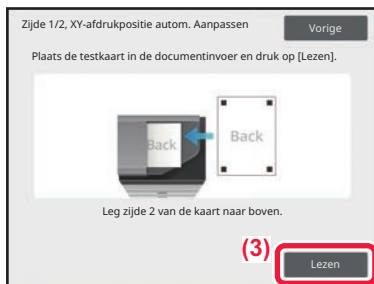 Zijde 1/2, XY-afdrukpositie autom. Aanpassen
Vorige
Plaats de testkaart in de documentinvoer en druk op [Lezen].
Back
Back
Leg zijde 2 van de kaart naar boven.
(3)
Lezen